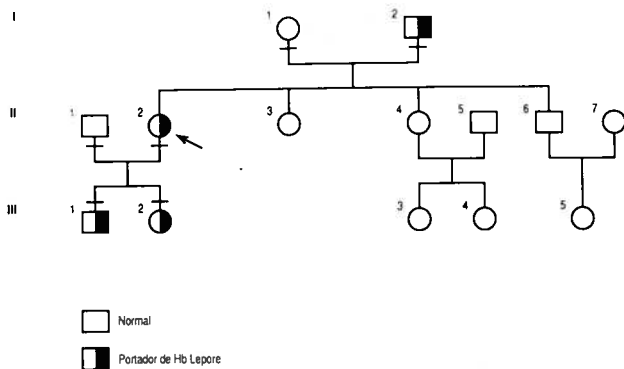 I 1 2
II 1 2 3 4 5 6 7
III 1 2 3 4 5
Normal
Portador de Hb Lepore